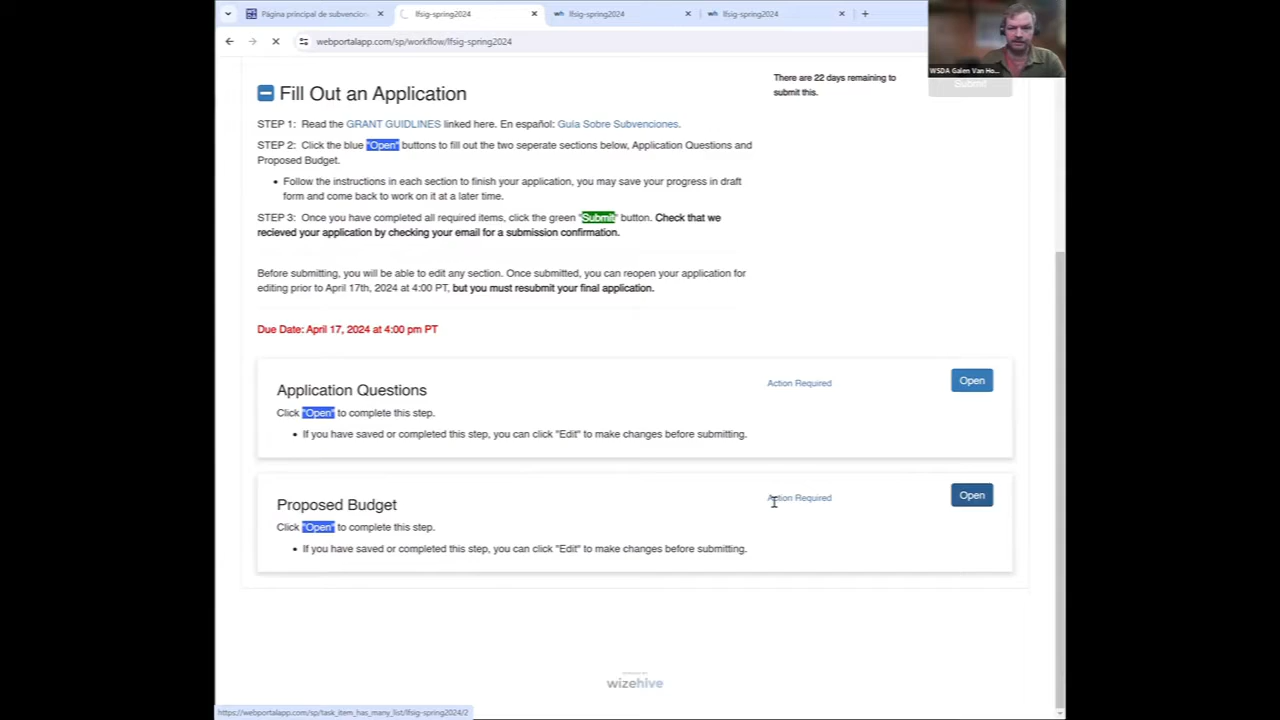 Página principal de subvencion
lfsig-spring2024
lfsig-spring2024
lfsig-spring2024
webportalapp.com/sp/workflow/lfsig-spring2024
WSDA Galen Van Ho...
There are 22 days remaining to
submit this.
Submit
Fill Out an Application
STEP 1: Read the GRANT GUIDLINES linked here. En español: Guía Sobre Subvenciones.
STEP 2: Click the blue "Open" buttons to fill out the two seperate sections below, Application Questions and
Proposed Budget.
• Follow the instructions in each section to finish your application, you may save your progress in draft
form and come back to work on it at a later time.
STEP 3: Once you have completed all required items, click the green "Submit" button. Check that we
recieved your application by checking your email for a submission confirmation.
Before submitting, you will be able to edit any section. Once submitted, you can reopen your application for
editing prior to April 17th, 2024 at 4:00 PT, but you must resubmit your final application.
Due Date: April 17, 2024 at 4:00 pm PT
Application Questions
Action Required
Open
Click "Open" to complete this step.
• If you have saved or completed this step, you can click "Edit" to make changes before submitting.
Proposed Budget
Action Required
Open
Click "Open" to complete this step.
• If you have saved or completed this step, you can click "Edit" to make changes before submitting.
wizehive
https://webportalapp.com/sp/task_item_has_many_list/lfsig-spring2024/2